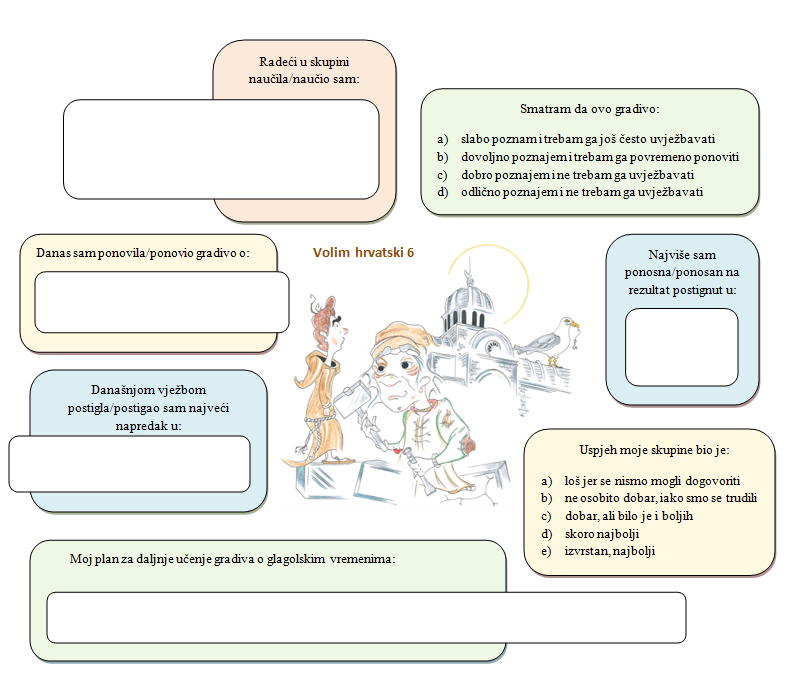 Radeći u skupini
naučila/naučio sam:
Smatram da ovo gradivo:
a) slabo poznam i trebam ga još često uvježbavati
b) dovoljno poznajem i trebam ga povremeno ponoviti
c) dobro poznajem i ne trebam ga uvježbavati
d) odlično poznajem i ne trebam ga uvježbavati
Danas sam ponovila/ponovio gradivo o:
Volim hrvatski 6
Najviše sam
ponosna/ponosan na
rezultat postignut u:
Današnjom vježbom
postigla/postigao sam najveći
napredak u:
Uspjeh moje skupine bio je:
a) loš jer se nismo mogli dogovoriti
b) ne osobito dobar, iako smo se trudili
c) dobar, ali bilo je i boljih
d) skoro najbolji
e) izvrstan, najbolji
Moj plan za daljnje učenje gradiva o glagolskim vremenima: